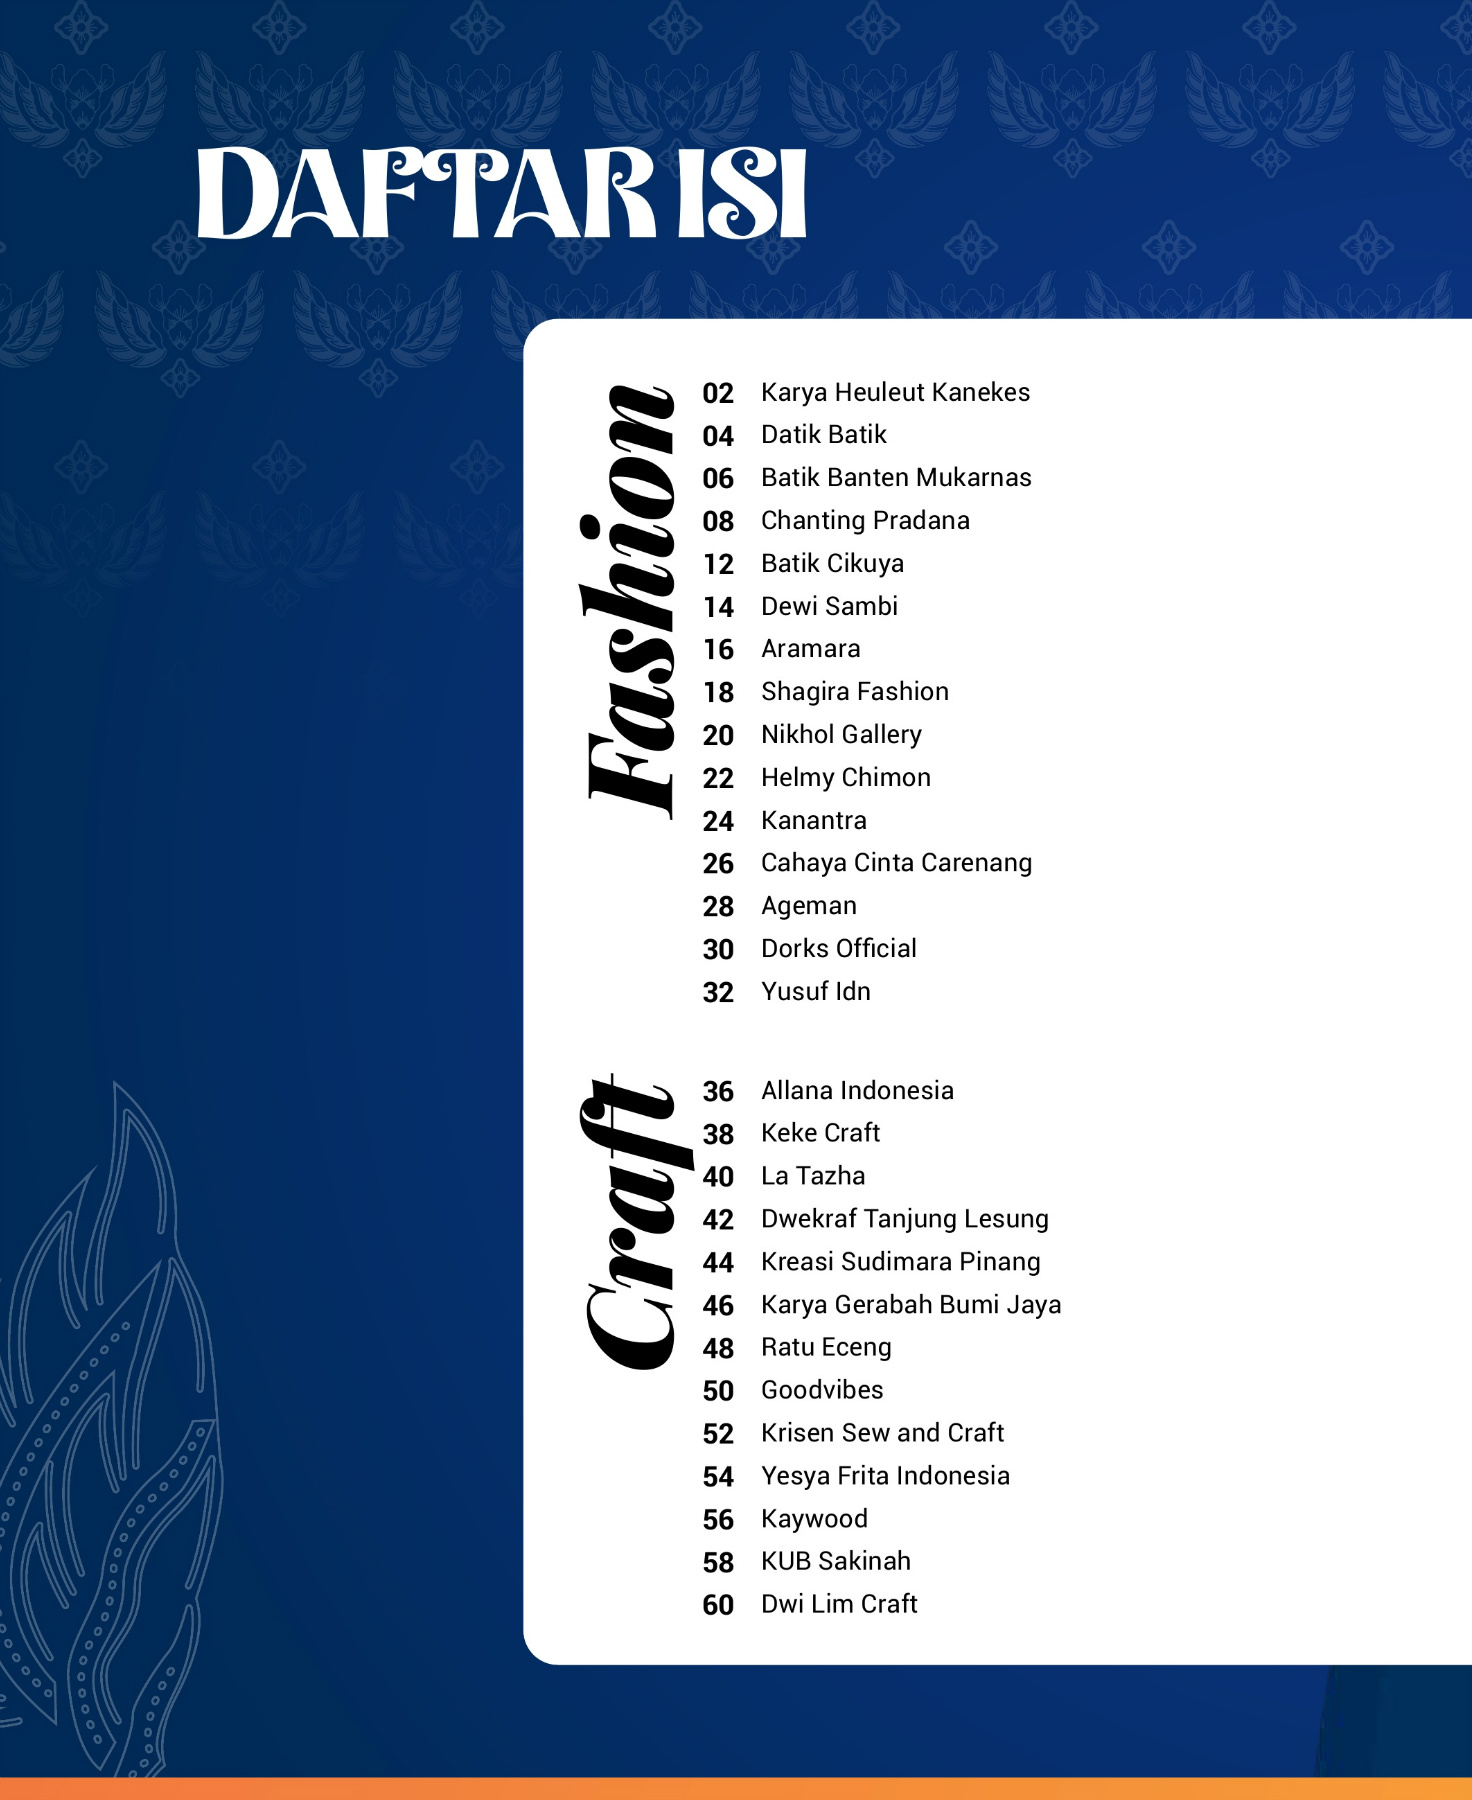 DAFTAR ISI
Fashion
02 Karya Heuleut Kanekes
04 Datik Batik
06 Batik Banten Mukarnas
08 Chanting Pradana
12 Batik Cikuya
14 Dewi Sambi
16 Aramara
18 Shagira Fashion
20 Nikhol Gallery
22 Helmy Chimon
24 Kanantra
26 Cahaya Cinta Carenang
28 Ageman
30 Dorks Official
32 Yusuf Idn
Craft
36 Allana Indonesia
38 Keke Craft
40 La Tazha
42 Dwekraf Tanjung Lesung
44 Kreasi Sudimara Pinang
46 Karya Gerabah Bumi Jaya
48 Ratu Eceng
50 Goodvibes
52 Krisen Sew and Craft
54 Yesya Frita Indonesia
56 Kaywood
58 KUB Sakinah
60 Dwi Lim Craft